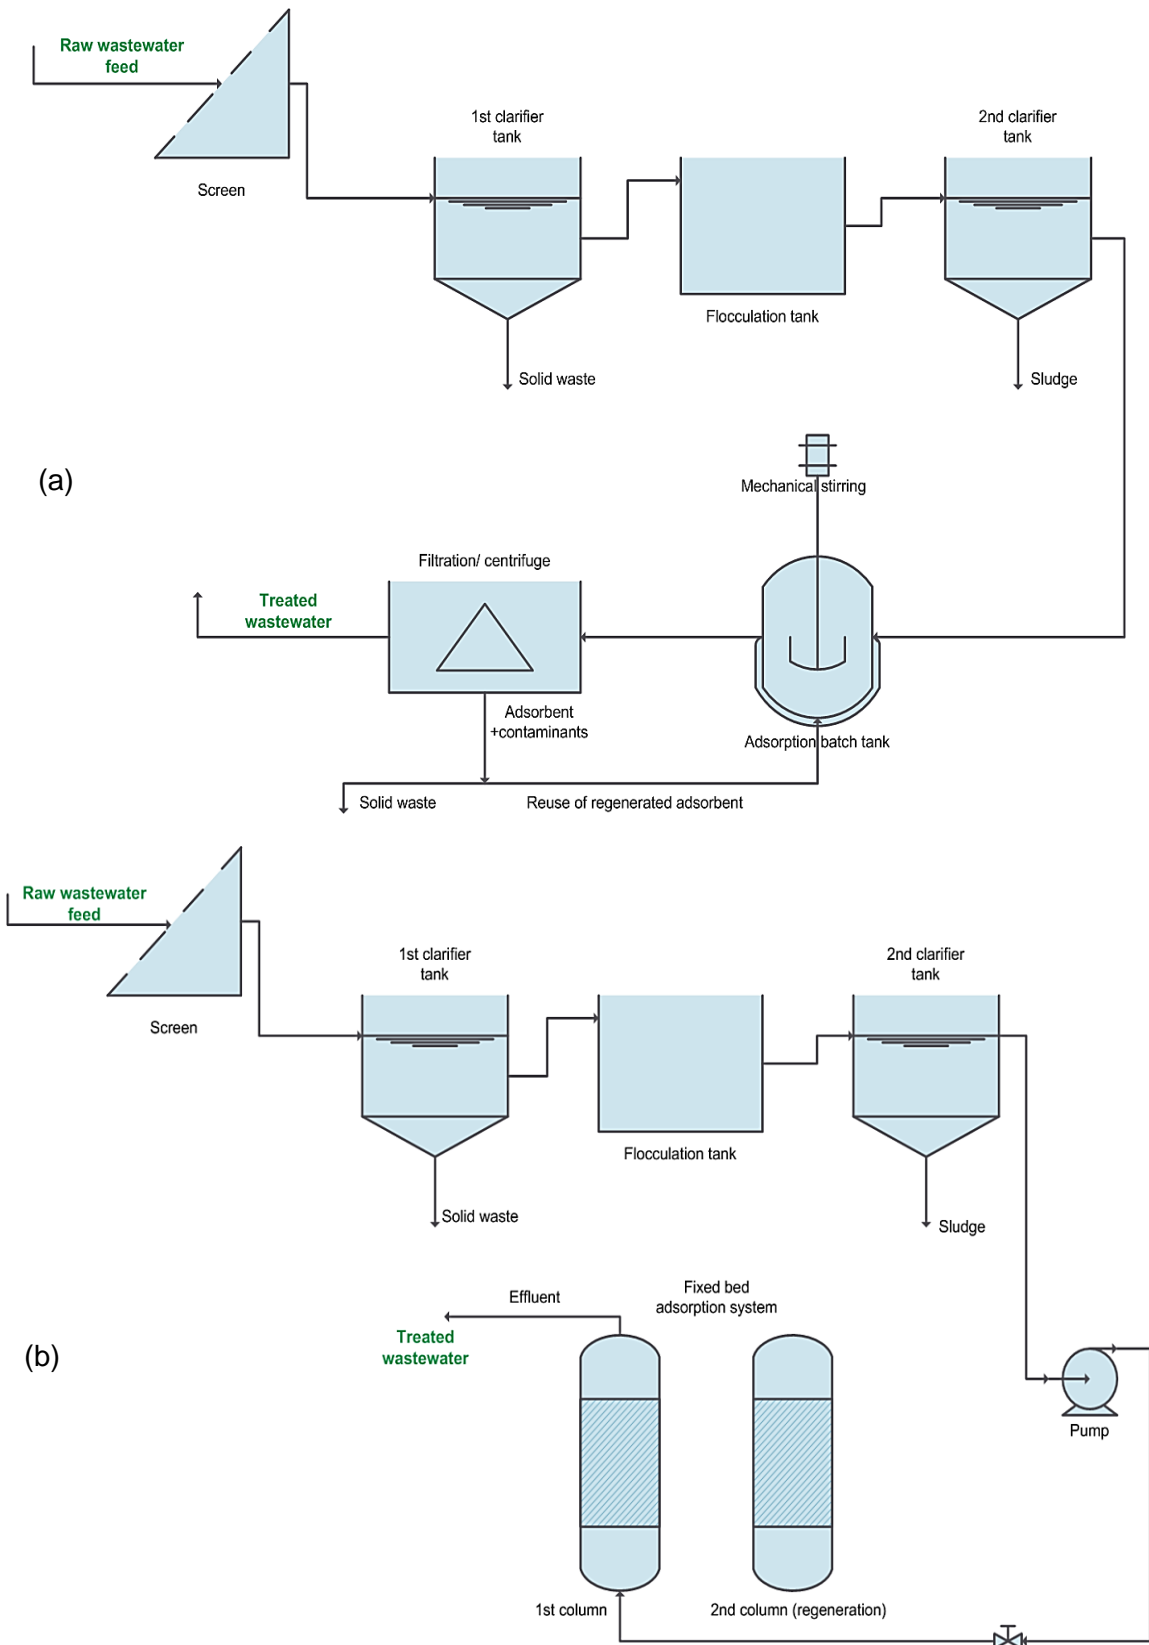 Raw wastewater
feed
1st clarifier
tank
2nd clarifier
tank
Screen
Flocculation tank
Solid waste
Sludge
(a)
Mechanical stirring
Filtration/ centrifuge
Treated
wastewater
Adsorbent
+contaminants
Adsorption batch tank
Solid waste
Reuse of regenerated adsorbent
Raw wastewater
feed
1st clarifier
tank
2nd clarifier
tank
Screen
Flocculation tank
Solid waste
Sludge
Fixed bed
adsorption system
Effluent
Treated
wastewater
(b)
Pump
1st column
2nd column (regeneration)